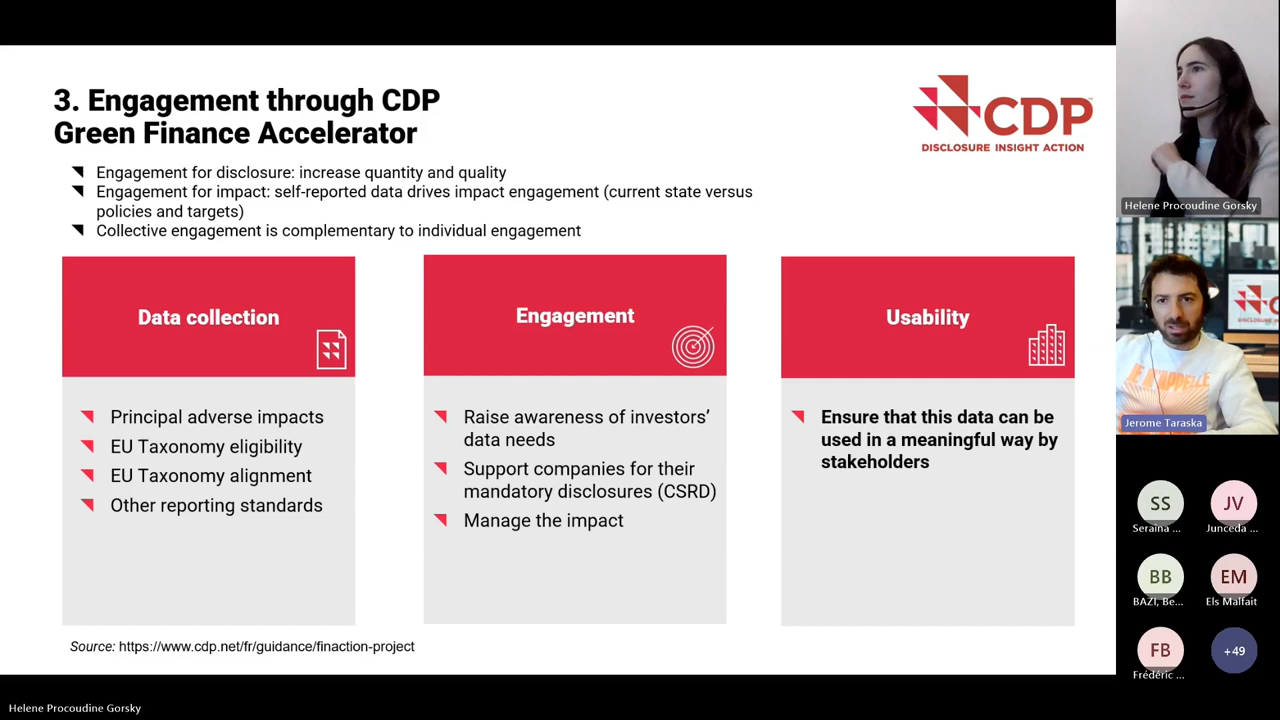 3. Engagement through CDP
Green Finance Accelerator
CDP
DISCLOSURE INSIGHT ACTION
Engagement for disclosure: increase quantity and quality
Engagement for impact: self-reported data drives impact engagement (current state versus
policies and targets)
Collective engagement is complementary to individual engagement
Data collection
Principal adverse impacts
EU Taxonomy eligibility
EU Taxonomy alignment
Other reporting standards
Engagement
Raise awareness of investors’
data needs
Support companies for their
mandatory disclosures (CSRD)
Manage the impact
Usability
Ensure that this data can be
used in a meaningful way by
stakeholders
Source: https://www.cdp.net/fr/guidance/finaction-project
Helene Procoudine Gorsky
Jerome Taraska
SS
Seraina ...
JV
Junceda ...
BB
BAZI, Be...
EM
Els Malfait
FB
Frédéric ...
+49
Helene Procoudine Gorsky